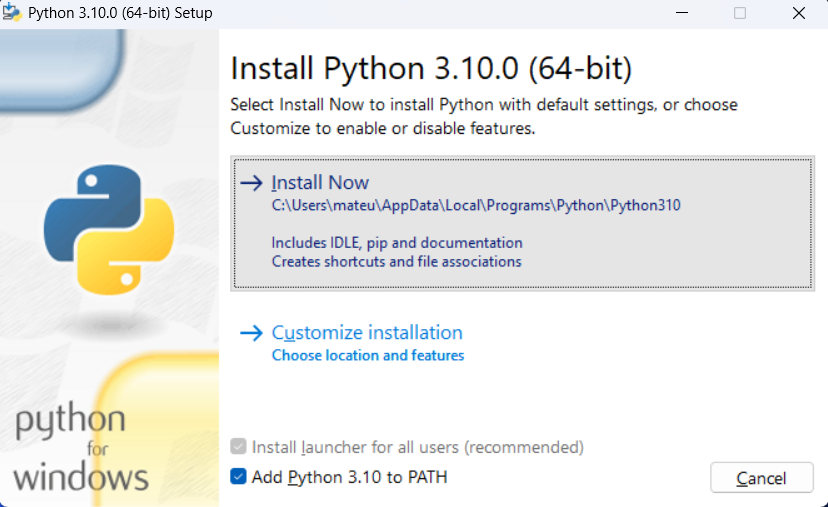 Python 3.10.0 (64-bit) Setup
Install Python 3.10.0 (64-bit)
Select Install Now to install Python with default settings, or choose
Customize to enable or disable features.
Install Now
C:\Users\mateu\AppData\Local\Programs\Python\Python310
Includes IDLE, pip and documentation
Creates shortcuts and file associations
Customize installation
Choose location and features
python
for
windows
Install launcher for all users (recommended)
Add Python 3.10 to PATH
Cancel